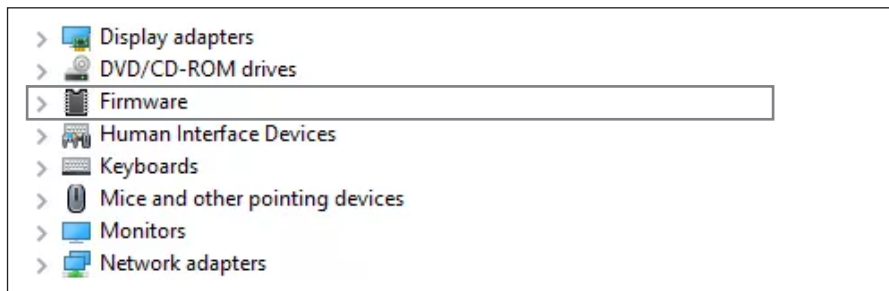 Display adapters
DVD/CD-ROM drives
Firmware
Human Interface Devices
Keyboards
Mice and other pointing devices
Monitors
Network adapters